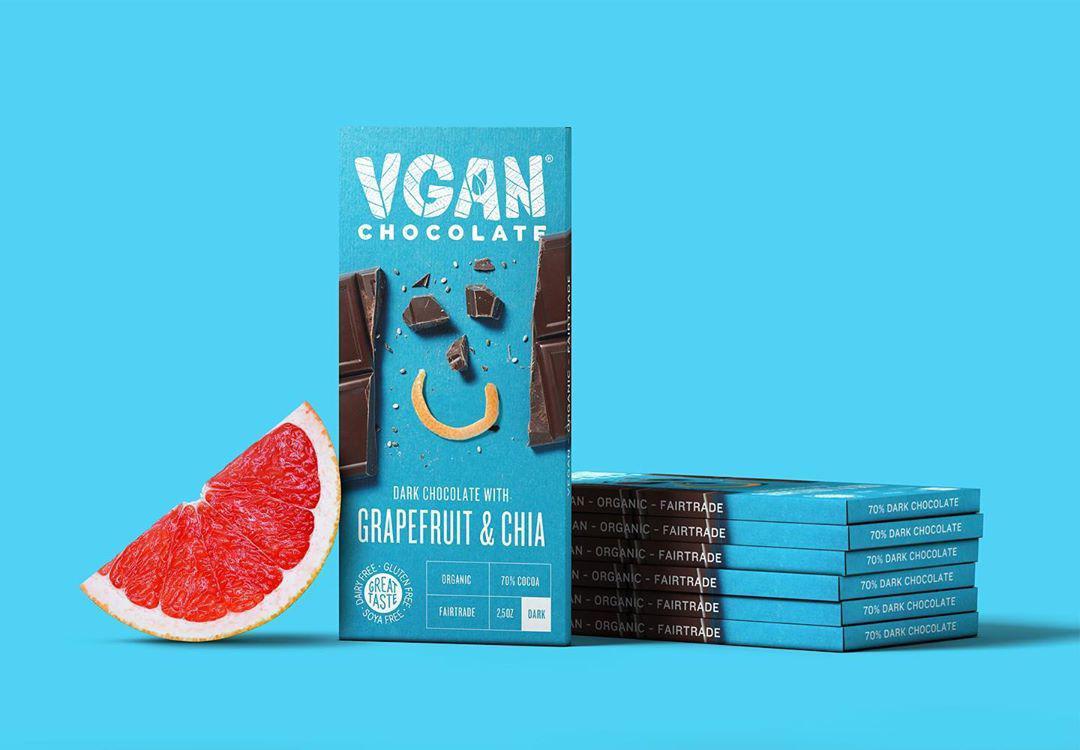 VGAN®
CHOCOLATE
DARK CHOCOLATE WITH
GRAPEFRUIT & CHIA
DAIRY FREE • GLUTEN FREE • SOYA FREE •
GREAT
TASTE
ORGANIC
70% COCOA
FAIRTRADE
2,5OZ
DARK
VGAN - ORGANIC - FAIRTRADE
AN - ORGANIC - FAIRTRADE
70% DARK CHOCOLATE
AN - ORGANIC - FAIRTRADE
70% DARK CHOCOLATE
AN - ORGANIC - FAIRTRADE
70% DARK CHOCOLATE
AN - ORGANIC - FAIRTRADE
70% DARK CHOCOLATE
AN - ORGANIC - FAIRTRADE
70% DARK CHOCOLATE
AN - ORGANIC - FAIRTRADE
70% DARK CHOCOLATE